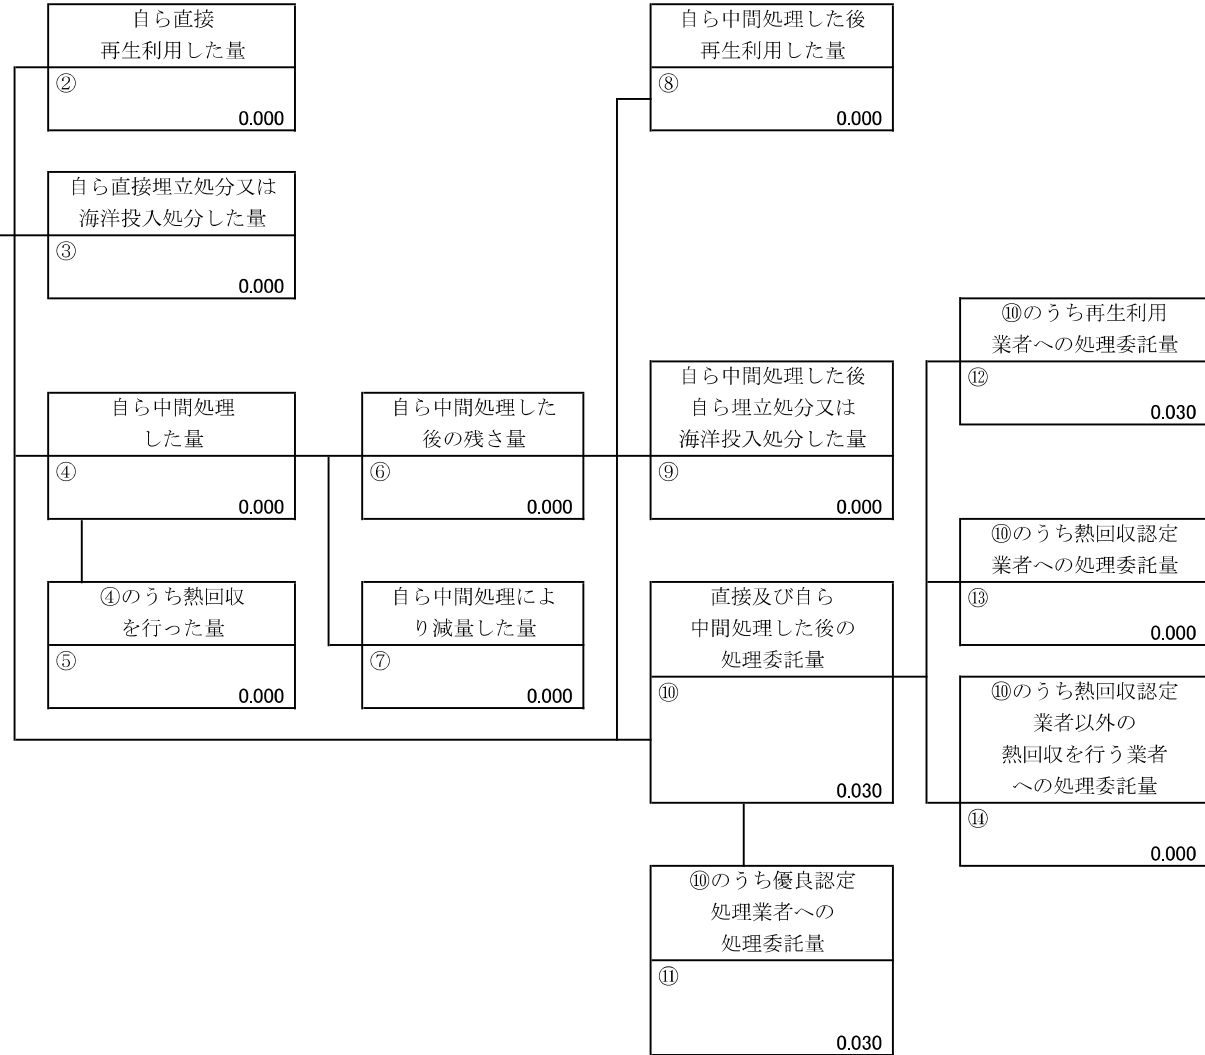 自ら直接
再生利用した量
②
0.000
自ら中間処理した後
再生利用した量
⑧
0.000
自ら直接埋立処分又は
海洋投入処分した量
③
0.000
⑩のうち再生利用
業者への処理委託量
⑫
0.030
自ら中間処理
した量
④
0.000
自ら中間処理した
後の残さ量
⑥
0.000
自ら中間処理した後
自ら埋立処分又は
海洋投入処分した量
⑨
0.000
⑩のうち熱回収認定
業者への処理委託量
⑬
0.000
④のうち熱回収
を行った量
⑤
0.000
自ら中間処理によ
り減量した量
⑦
0.000
直接及び自ら
中間処理した後の
処理委託量
⑩
0.030
⑩のうち熱回収認定
業者以外の
熱回収を行う業者
への処理委託量
⑭
0.000
⑩のうち優良認定
処理業者への
処理委託量
⑪
0.030